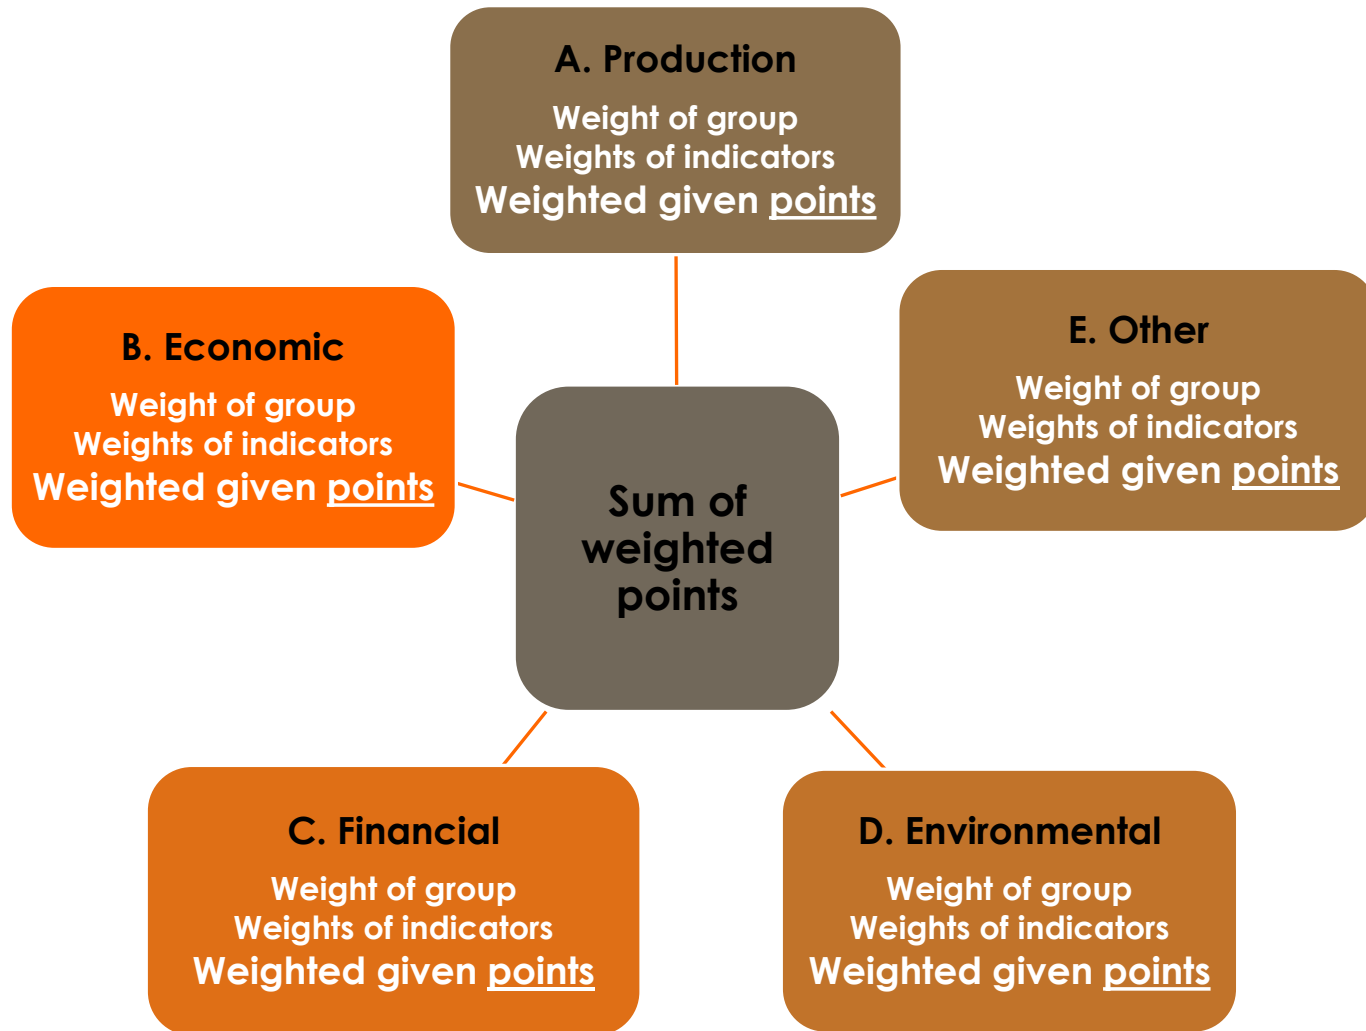 A. Production
Weight of group
Weights of indicators
Weighted given points
B. Economic
Weight of group
Weights of indicators
Weighted given points
E. Other
Weight of group
Weights of indicators
Weighted given points
Sum of
weighted
points
C. Financial
Weight of group
Weights of indicators
Weighted given points
D. Environmental
Weight of group
Weights of indicators
Weighted given points